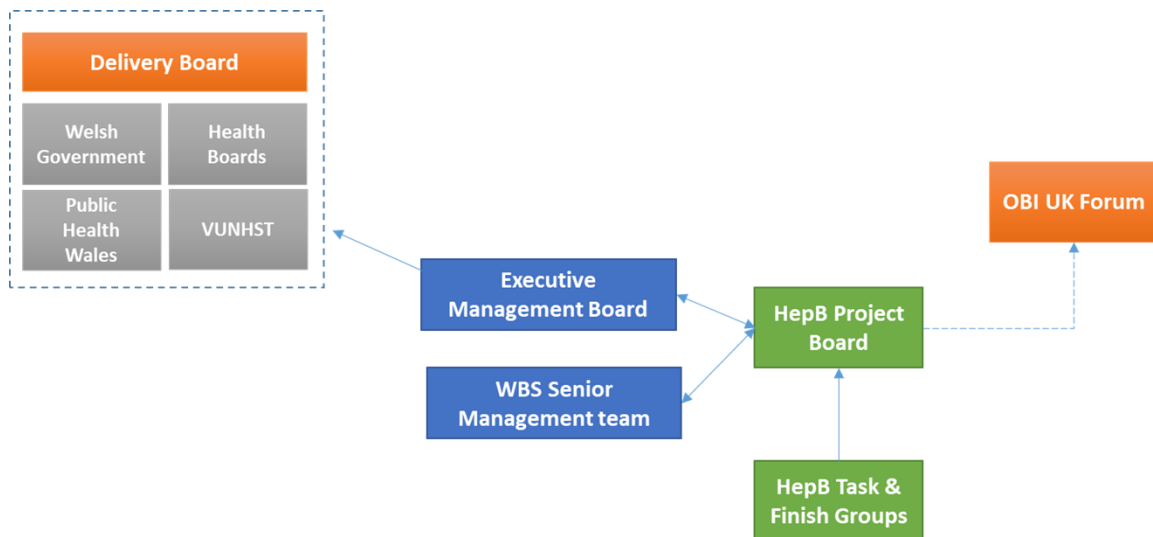 Delivery Board
Welsh
Government
Health
Boards
Public
Health
Wales
VUNHST
OBI UK Forum
Executive
Management Board
HepB Project
Board
WBS Senior
Management team
HepB Task &
Finish Groups